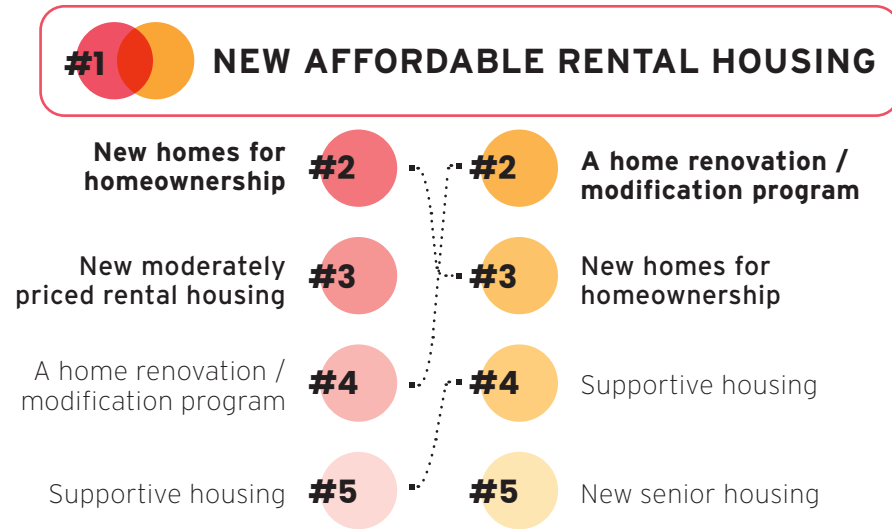 #1 NEW AFFORDABLE RENTAL HOUSING
New homes for
homeownership
#2
#2
A home renovation /
modification program
New moderately
priced rental housing
#3
#3
New homes for
homeownership
A home renovation /
modification program
#4
#4
Supportive housing
Supportive housing
#5
#5
New senior housing